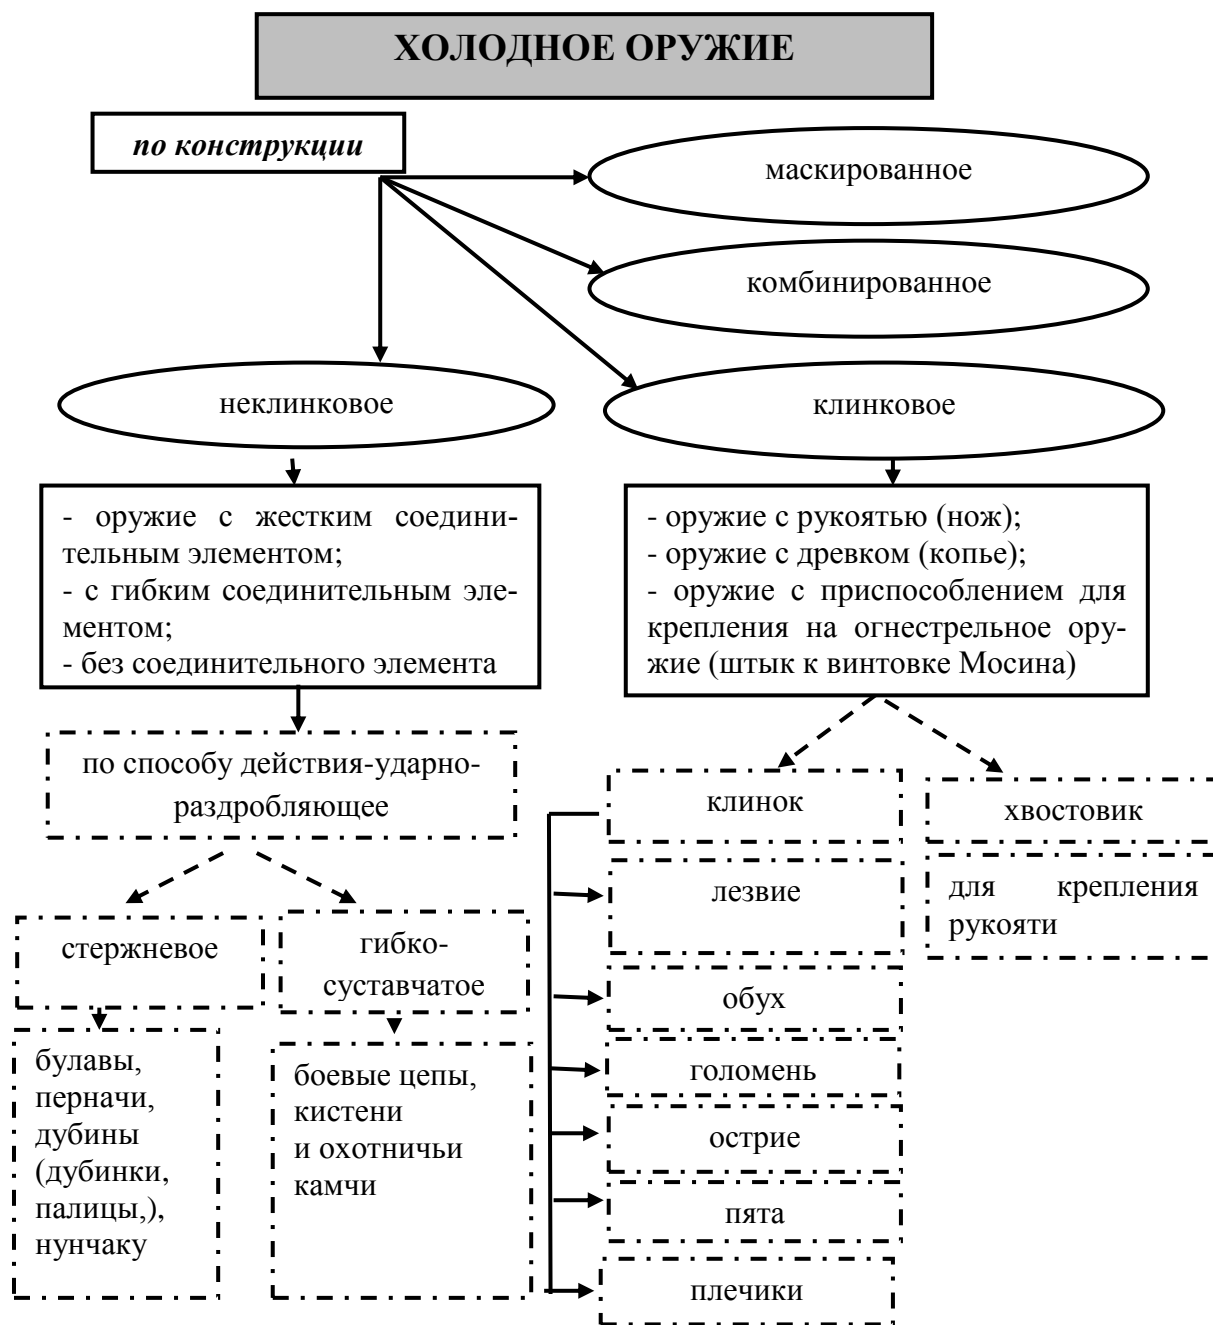 ХОЛОДНОЕ ОРУЖИЕ
по конструкции
маскированное
комбинированное
неклинковое
клинковое
- оружие с жестким соедини-
тельным элементом;
- с гибким соединительным эле-
ментом;
- без соединительного элемента
- оружие с рукоятью (нож);
- оружие с древком (копье);
- оружие с приспособлением для
крепления на огнестрельное ору-
жие (штык к винтовке Мосина)
по способу действия-ударно-
раздробляющее
клинок
хвостовик
лезвие
для крепления
рукояти
стержневое
гибко-
суставчатое
обух
булавы,
перначи,
дубины
(дубинки,
палицы,),
нунчаку
боевые цепы,
кистени
и охотничьи
камчи
голомень
острие
пята
плечики